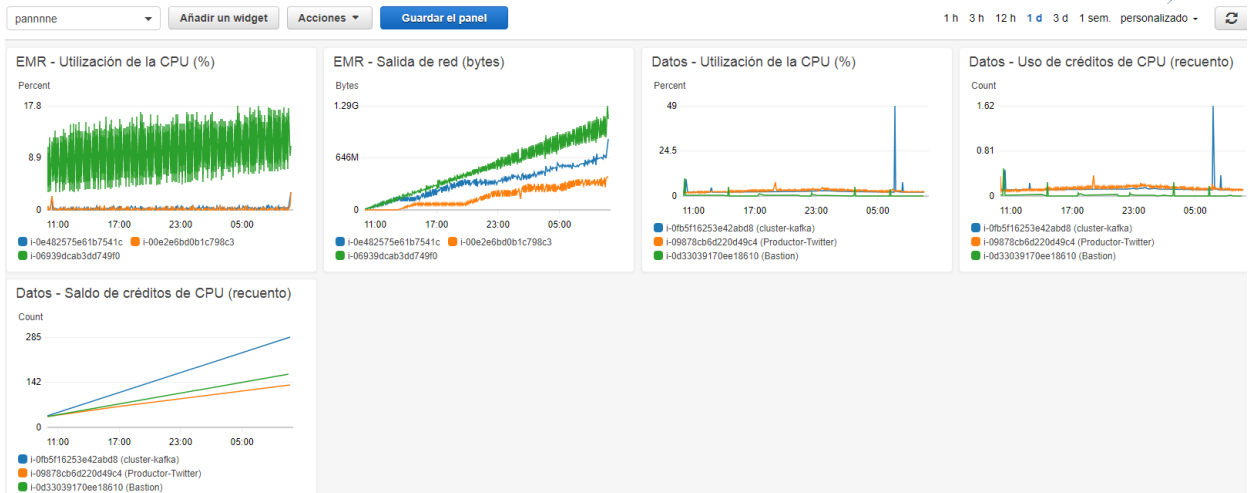 pannnne
Añadir un widget
Acciones
Guardar el panel
1 h 3 h 12 h 1 d 3 d 1 sem. personalizado
EMR - Utilización de la CPU (%)
Percent
17.8
8.9
0
11:00 17:00 23:00 05:00
i-0e482575e61b7541c i-00e2e6bd0b1c798c3
i-06939dcab3dd749f0
EMR - Salida de red (bytes)
Bytes
1.29G
646M
0
11:00 17:00 23:00 05:00
i-0e482575e61b7541c i-00e2e6bd0b1c798c3
i-06939dcab3dd749f0
Datos - Utilización de la CPU (%)
Percent
49
24.5
0
11:00 17:00 23:00 05:00
i-0fb5f16253e42abd8 (cluster-kafka)
i-09878cb6d220d49c4 (Productor-Twitter)
i-0d33039170ee18610 (Bastion)
Datos - Uso de créditos de CPU (recuento)
Count
1.62
0.81
0
11:00 17:00 23:00 05:00
i-0fb5f16253e42abd8 (cluster-kafka)
i-09878cb6d220d49c4 (Productor-Twitter)
i-0d33039170ee18610 (Bastion)
Datos - Saldo de créditos de CPU (recuento)
Count
285
142
0
11:00 17:00 23:00 05:00
i-0fb5f16253e42abd8 (cluster-kafka)
i-09878cb6d220d49c4 (Productor-Twitter)
i-0d33039170ee18610 (Bastion)